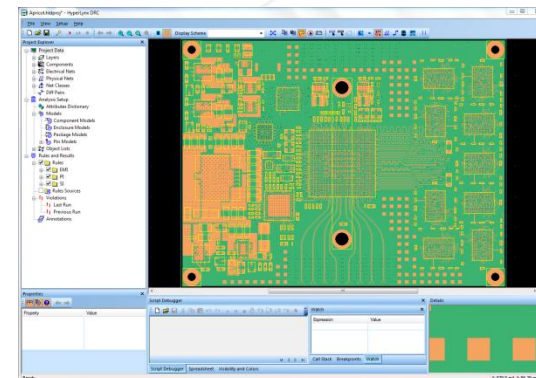 Apricot.hldproj* - HyperLynx DRC
File View Setup Help
Display Scheme
Project Explorer
Project Data
Layers
Components
Electrical Nets
Physical Nets
Net Classes
Diff Pairs
Analysis Setup
Attributes Dictionary
Models
Component Models
Enclosure Models
Package Models
Pin Models
Object Lists
Rules and Results
Rules
EMI
PI
SI
Rules Sources
Violations
Last Run
Previous Run
Annotations
Properties
Property Value
Script Debugger
Watch
Expression Value
Call Stack Breakpoints Watch
Script Debugger Spreadsheet Visibility and Colors
Details
Ready